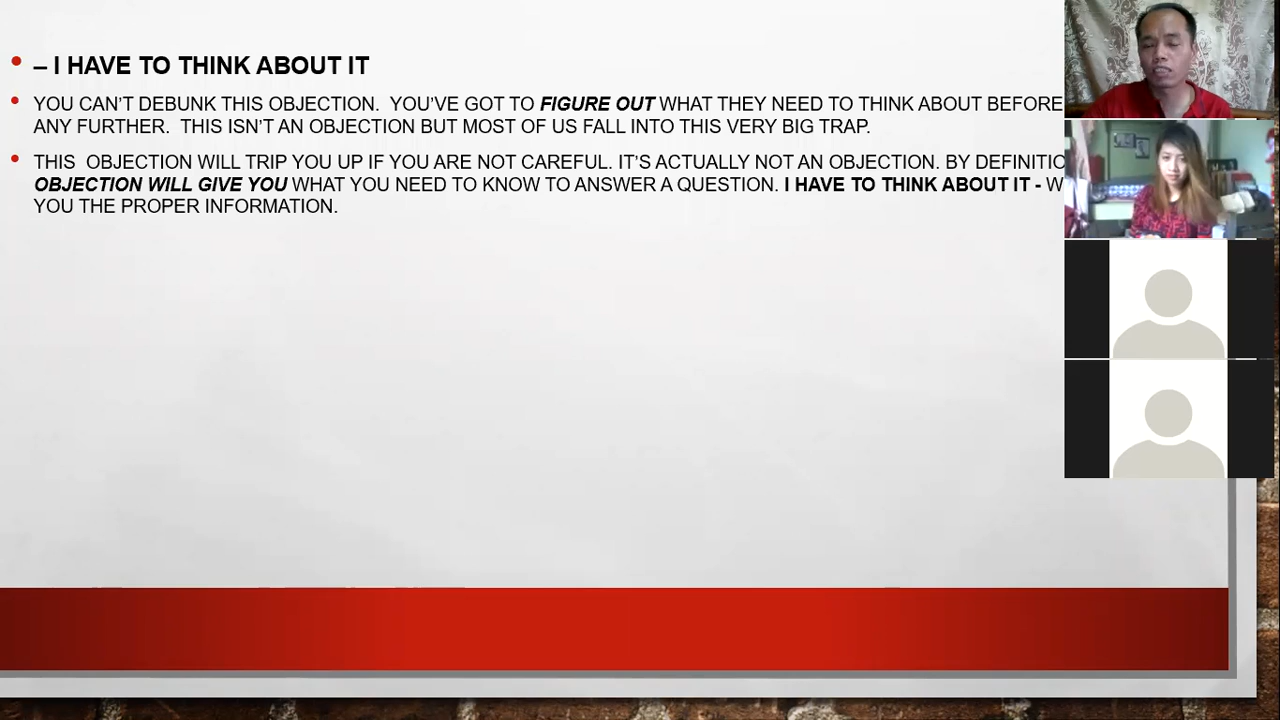 – I HAVE TO THINK ABOUT IT
YOU CAN'T DEBUNK THIS OBJECTION. YOU'VE GOT TO FIGURE OUT WHAT THEY NEED TO THINK ABOUT BEFORE
ANY FURTHER. THIS ISN'T AN OBJECTION BUT MOST OF US FALL INTO THIS VERY BIG TRAP.
THIS OBJECTION WILL TRIP YOU UP IF YOU ARE NOT CAREFUL. IT'S ACTUALLY NOT AN OBJECTION. BY
OBJECTION WILL GIVE YOU WHAT YOU NEED TO KNOW TO ANSWER A QUESTION. I HAVE TO THINK ABOUT IT -
YOU THE PROPER INFORMATION.